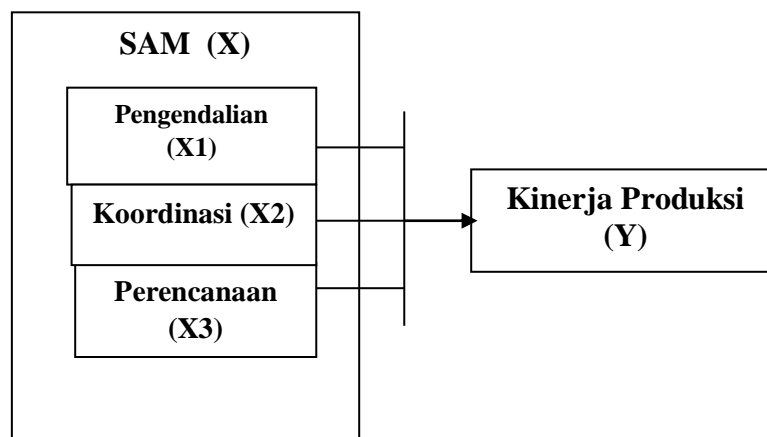 SAM (X)
Pengendalian
(X1)
Koordinasi (X2)
Perencanaan
(X3)
Kinerja Produksi
(Y)